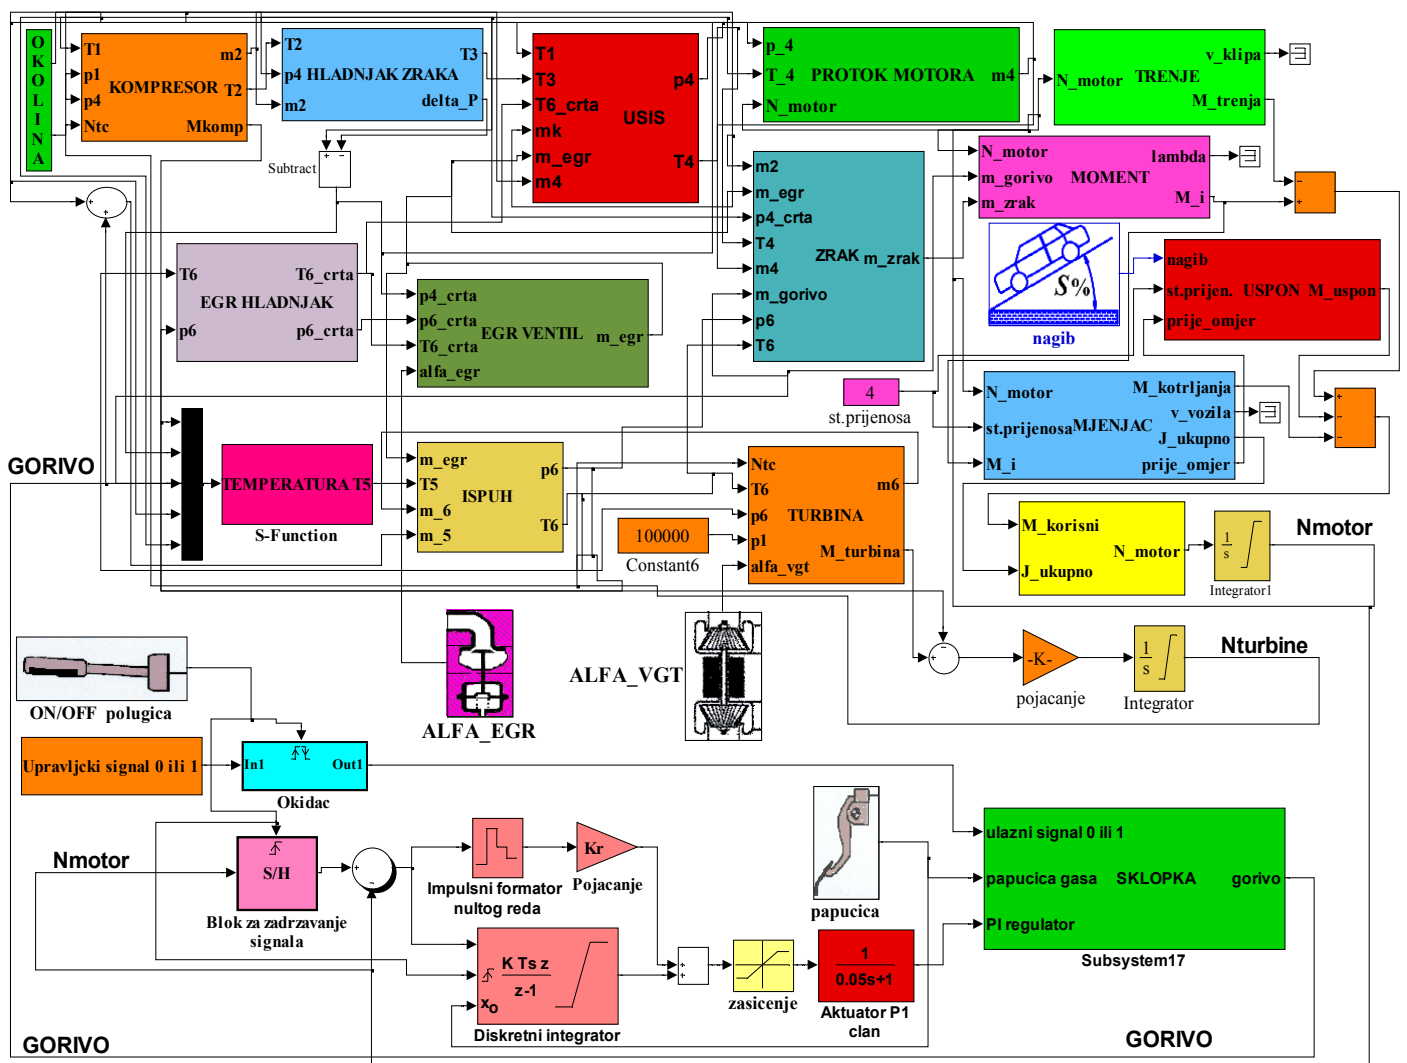 OKOLINA
T1
p1
p4
Ntc
KOMPRESOR
m2
T2
Mkomp
T2
p4
m2
HLADNJAK ZRAKA
T3
delta_P
T1
T3
T6_crta
mk
m_egr
m4
USIS
p4
T4
p_4
T_4
N_motor
PROTOK MOTORA
m4
N_motor
TRENJE
v_klipa
M_trenja
Subtract
N_motor
m_gorivo
m_zrak
MOMENT
lambda
M_i
m2
m_egr
p4_crta
T4
m4
m_gorivo
p6
T6
ZRAK
m_zrak
S%
nagib
nagib
st.prijen.
prije_omjer
USPON
M_uspon
T6
p6
EGR HLADNJAK
T6_crta
p6_crta
p4_crta
p6_crta
T6_crta
alfa_egr
EGR VENTIL
m_egr
4
st.prijenosa
N_motor
st.prijenosa
M_i
MJENJAC
M_kotrljanja
v_vozila
J_ukupno
prije_omjer
GORIVO
TEMPERATURA T5
S-Function
m_egr
T5
m_6
m_5
ISPUH
p6
T6
100000
Constant6
Ntc
T6
p6
p1
alfa_vgt
TURBINA
m6
M_turbina
M_korisni
J_ukupno
N_motor
1
s
Integrator1
Nmotor
ON/OFF polugica
ALFA_EGR
ALFA_VGT
-K-
pojacanje
1
s
Integrator
Nturbine
Upravljcki signal 0 ili 1
In1
Out1
Okidac
Nmotor
S/H
Blok za zadrzavanje
signala
Impulsni formator
nultog reda
Kr
Pojacanje
papucica
ulazni signal 0 ili 1
papucica gasa
PI regulator
SKLOPKA
gorivo
Subsystem17
K Ts z
z-1
xo
Diskretni integrator
zasicenje
1
0.05s+1
Aktuator P1
clan
GORIVO
GORIVO